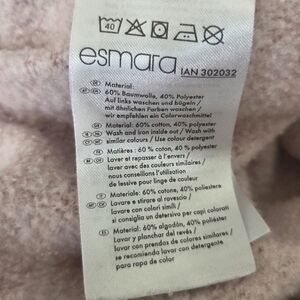 40
esmara IAN 302032
Material:
60% Baumwolle, 40% Polyester
Auf links waschen und bügeln /
mit ähnlichen Farben waschen /
wir empfehlen ein Colorwaschmittel
Material: 60% cotton, 40% polyester
Wash and iron inside out / Wash with
similar colours / Use colour detergent
Matières : 60 % coton, 40 % polyester
Laver et repasser à l'envers /
laver avec des couleurs similaires /
nous conseillons l'utilisation
de lessive pour linge de couleur
Materiale: 60% cotone, 40% poliestere
Lavare e stirare al rovescio /
lavare con colori simili /
si consiglia un detersivo per capi colorati
Material: 60% algodón, 40% poliéster
Lavar y planchar del revés /
lavar con prendas de colores similares /
se recomienda lavar con detergente
para ropa de color